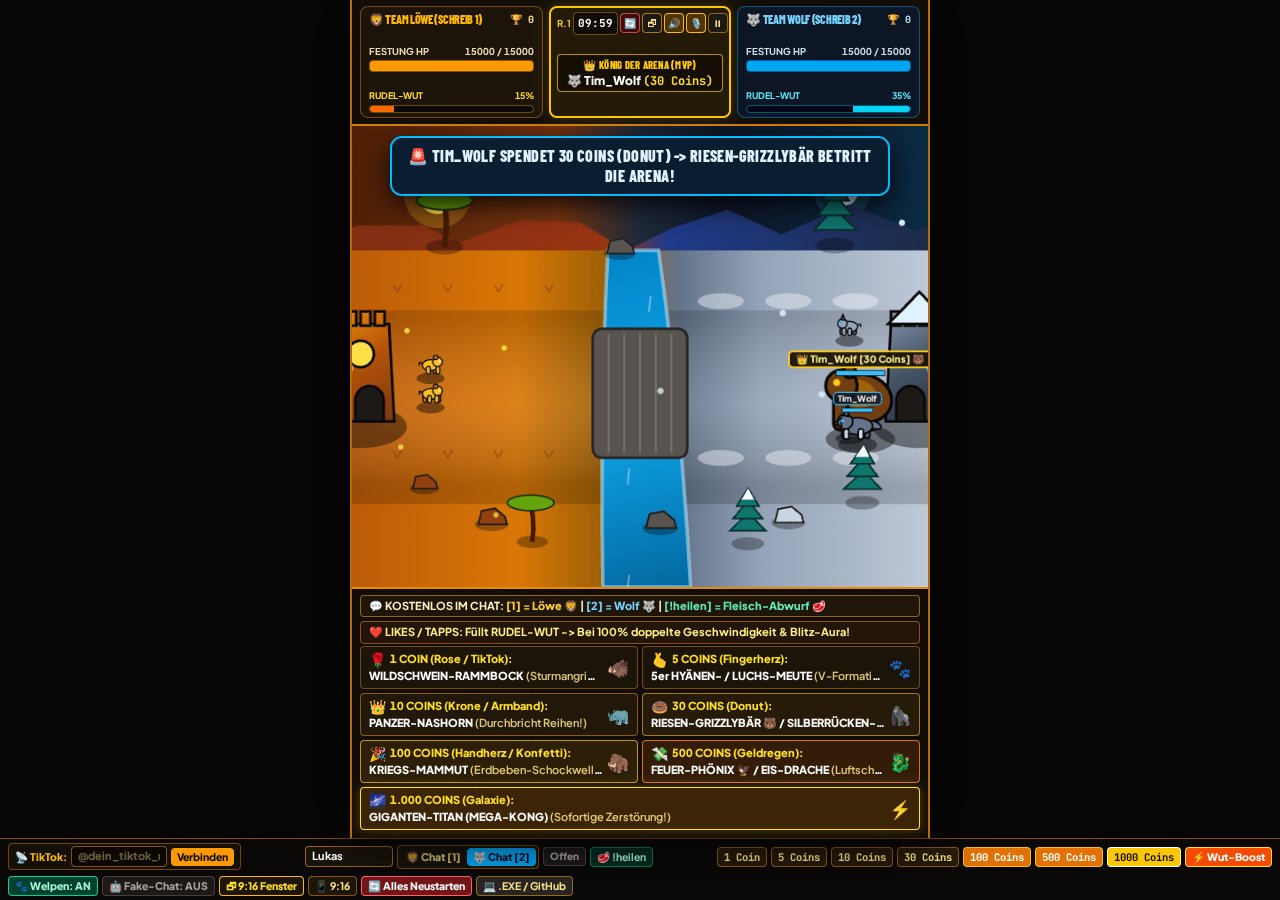 🦁 TEAM LÖWE (SCHREIB 1) 🏆 0
FESTUNG HP 15000 / 15000
RUDEL-WUT 15%
R.1 09:59
👑 KÖNIG DER ARENA (MVP)
🐺 Tim_Wolf (30 Coins)
🐺 TEAM WOLF (SCHREIB 2) 🏆 0
FESTUNG HP 15000 / 15000
RUDEL-WUT 35%
🚨 TIM_WOLF SPENDET 30 COINS (DONUT) -> RIESEN-GRIZZLYBÄR BETRITT
DIE ARENA!
👑 Tim_Wolf [30 Coins] 🐻
Tim_Wolf
💬 KOSTENLOS IM CHAT: [1] = Löwe 🦁 | [2] = Wolf 🐺 | [!heilen] = Fleisch-Abwurf 🥩
❤️ LIKES / TAPPS: Füllt RUDEL-WUT -> Bei 100% doppelte Geschwindigkeit & Blitz-Aura!
🌹 1 COIN (Rose / TikTok):
WILDSCHWEIN-RAMMBOCK (Sturmangri...
🫰 5 COINS (Fingerherz):
5er HYÄNEN- / LUCHS-MEUTE (V-Formati...
👑 10 COINS (Krone / Armband):
PANZER-NASHORN (Durchbricht Reihen!)
🍩 30 COINS (Donut):
RIESEN-GRIZZLYBÄR 🐻 / SILBERRÜCKEN-...
🎉 100 COINS (Handherz / Konfetti):
KRIEGS-MAMMUT (Erdbeben-Schockwell...
💸 500 COINS (Geldregen):
FEUER-PHÖNIX 🦅 / EIS-DRACHE (Luftsch...
🌌 1.000 COINS (Galaxie):
GIGANTEN-TITAN (MEGA-KONG) (Sofortige Zerstörung!)
📡 TikTok: @dein_tiktok_ Verbinden Lukas 🦁 Chat [1] 🐺 Chat [2] Offen 🥩 !heilen 1 Coin 5 Coins 10 Coins 30 Coins 100 Coins 500 Coins 1000 Coins ⚡ Wut-Boost
🐾 Welpen: AN 🤖 Fake-Chat: AUS 🗗 9:16 Fenster 📱 9:16 🔄 Alles Neustarten 💻 .EXE / GitHub